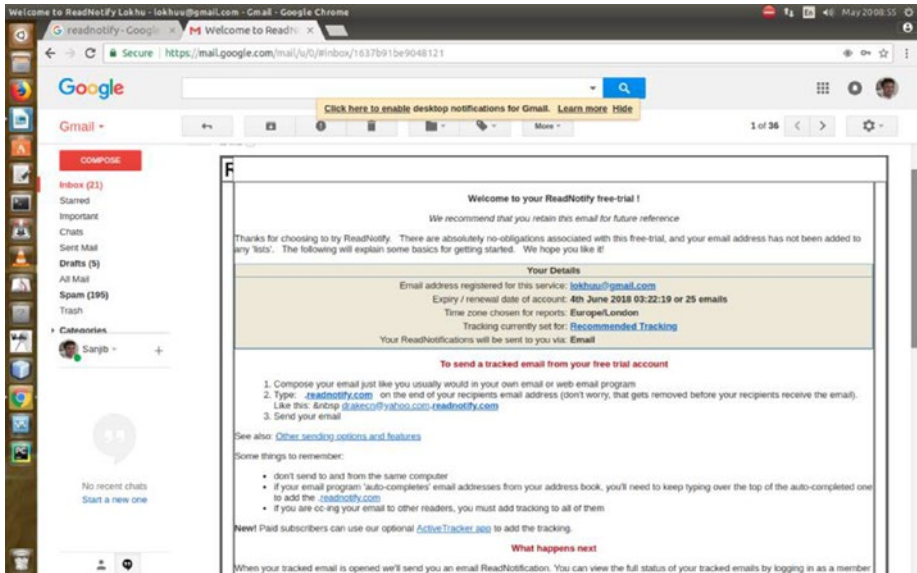 Welcome to ReadNotify Lokhu - lokhuu@gmail.com - Gmail - Google Chrome
En
May 20 08:55
readnotify - Google
Welcome to ReadN
Secure
https://mail.google.com/mail/u/0/#inbox/1637b91be9048121
Google
Click here to enable desktop notifications for Gmail. Learn more Hide
Gmail
More
1 of 36
COMPOSE
Inbox (21)
Starred
Important
Chats
Sent Mail
Drafts (5)
All Mail
Spam (195)
Trash
Categories
Sanjib
No recent chats
Start a new one
R
Welcome to your ReadNotify free-trial !
We recommend that you retain this email for future reference
Thanks for choosing to try ReadNotify. There are absolutely no-obligations associated with this free-trial, and your email address has not been added to
any 'lists'. The following will explain some basics for getting started. We hope you like it!
Your Details
Email address registered for this service: lokhuu@gmail.com
Expiry / renewal date of account: 4th June 2018 03:22:19 or 25 emails
Time zone chosen for reports: Europe/London
Tracking currently set for: Recommended Tracking
Your ReadNotifications will be sent to you via: Email
To send a tracked email from your free trial account
1. Compose your email just like you usually would in your own email or web email program
2. Type: .readnotify.com on the end of your recipients email address (don't worry, that gets removed before your recipients receive the email).
Like this: &nbsp drakecn@yahoo.com.readnotify.com
3. Send your email
See also: Other sending options and features
Some things to remember:
• don't send to and from the same computer
• if your email program 'auto-completes' email addresses from your address book, you'll need to keep typing over the top of the auto-completed one
to add the .readnotify.com
• if you are cc-ing your email to other readers, you must add tracking to all of them
New! Paid subscribers can use our optional ActiveTracker app to add the tracking.
What happens next
When your tracked email is opened we'll send you an email ReadNotification. You can view the full status of your tracked emails by logging in as a member